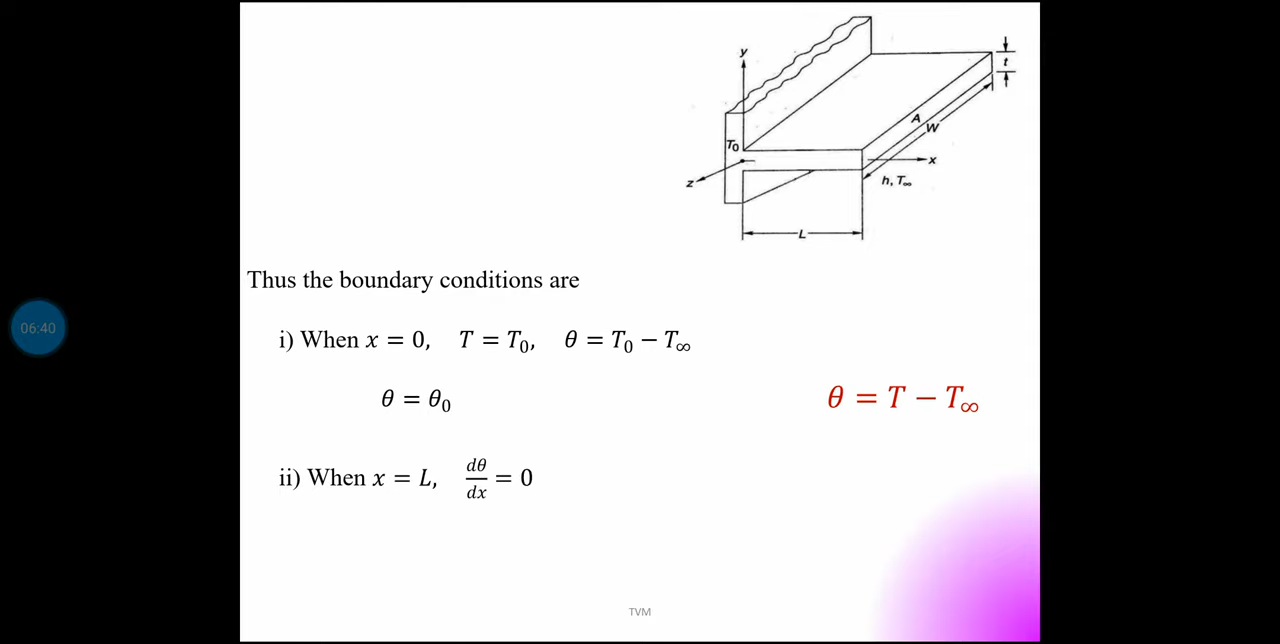 y
t
A
W
T₀
x
z
h, T∞
L
Thus the boundary conditions are
06:40
i) When x = 0, T = T₀, θ = T₀ − T∞
θ = θ₀
θ = T − T∞
ii) When x = L, dθ/dx = 0
TVM